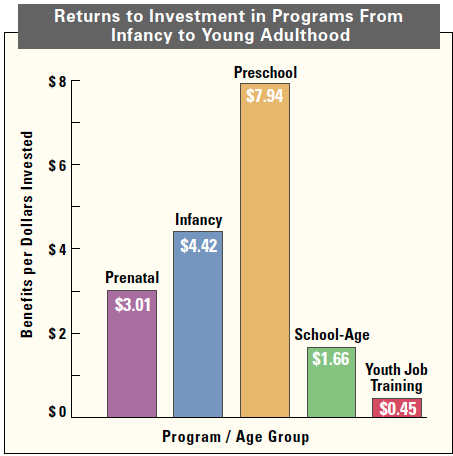 Returns to Investment in Programs From
Infancy to Young Adulthood
Benefits per Dollars Invested
$8
$6
$4
$2
$0
Prenatal
$3.01
Infancy
$4.42
Preschool
$7.94
School-Age
$1.66
Youth Job
Training
$0.45
Program / Age Group